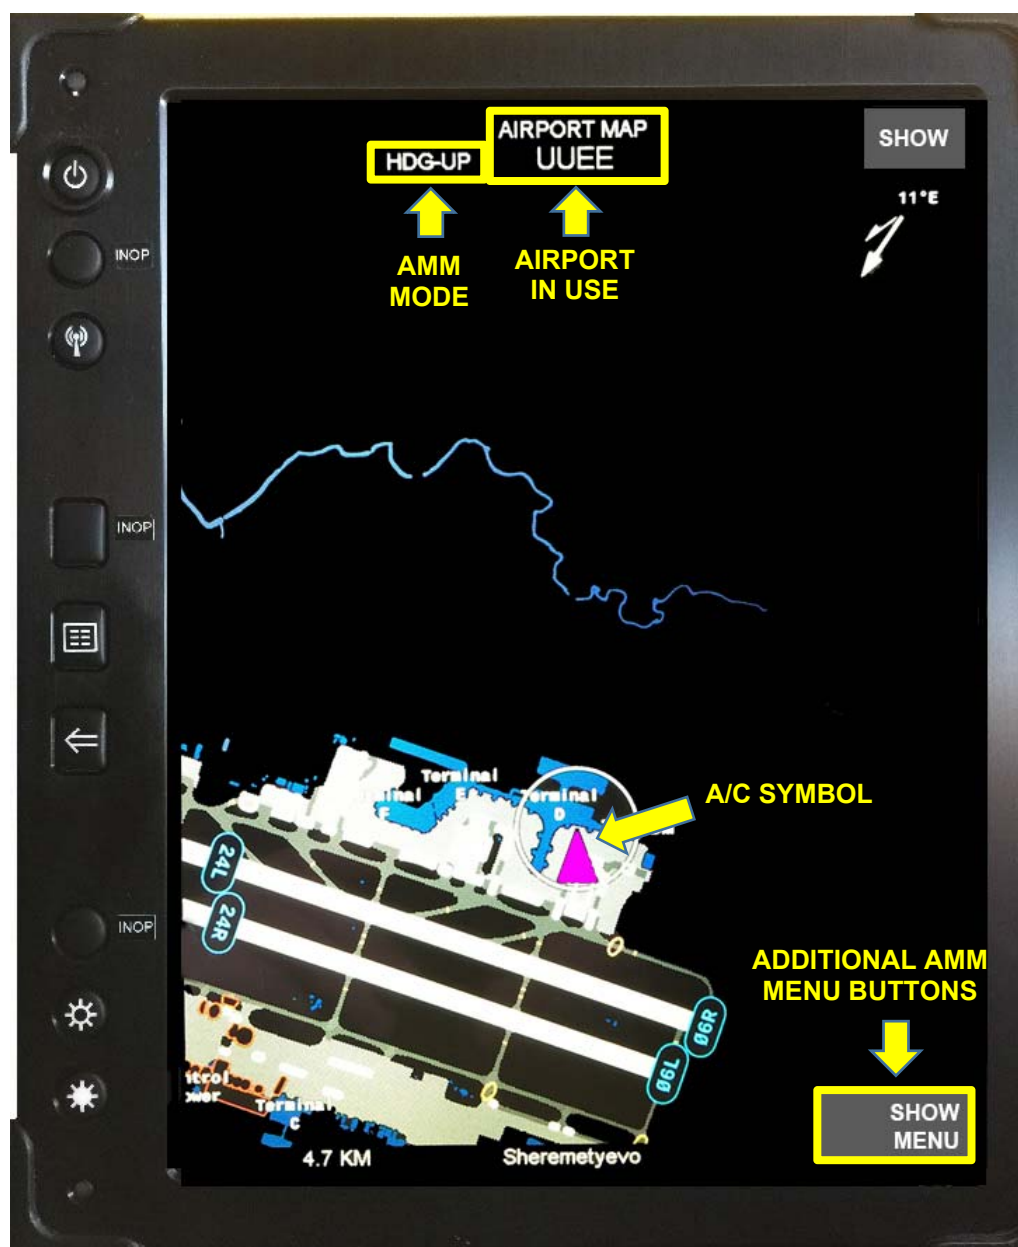 AIRPORT MAP
HDG-UP
UUEE
SHOW
11°E
INOP
AMM
MODE
AIRPORT
IN USE
INOP
A/C SYMBOL
Terminal
E
Terminal
D
F
24L
24R
INOP
ADDITIONAL AMM
MENU BUTTONS
06R
06L
Terminal
C
SHOW
MENU
4.7 KM
Sheremetyevo